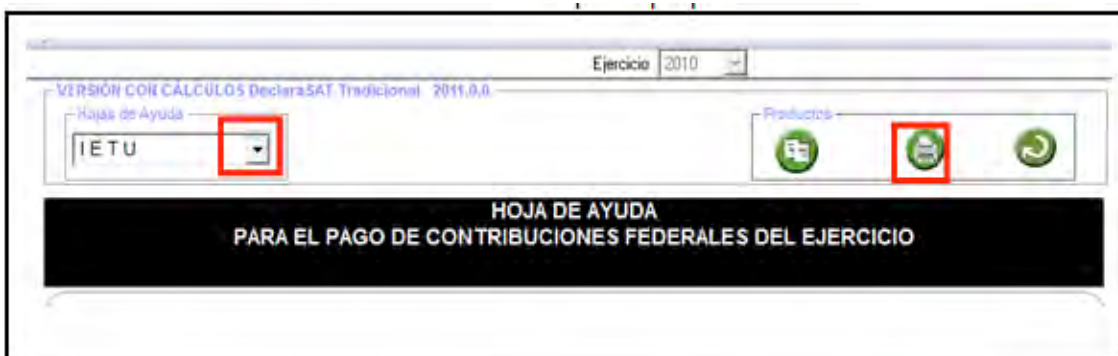 Ejercicio 2010
VERSIÓN CON CÁLCULOS DeclaraSAT Tradicional 2011.0.0
Hojas de Ayuda
Productos
IETU
HOJA DE AYUDA
PARA EL PAGO DE CONTRIBUCIONES FEDERALES DEL EJERCICIO